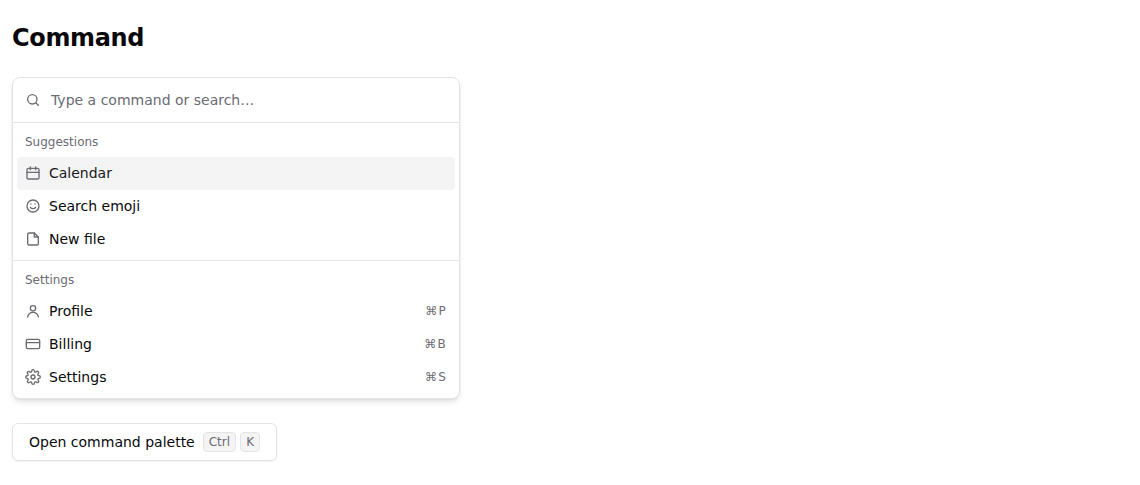 Command
Type a command or search...
Suggestions
Calendar
Search emoji
New file
Settings
Profile ⌘P
Billing ⌘B
Settings ⌘S
Open command palette Ctrl K